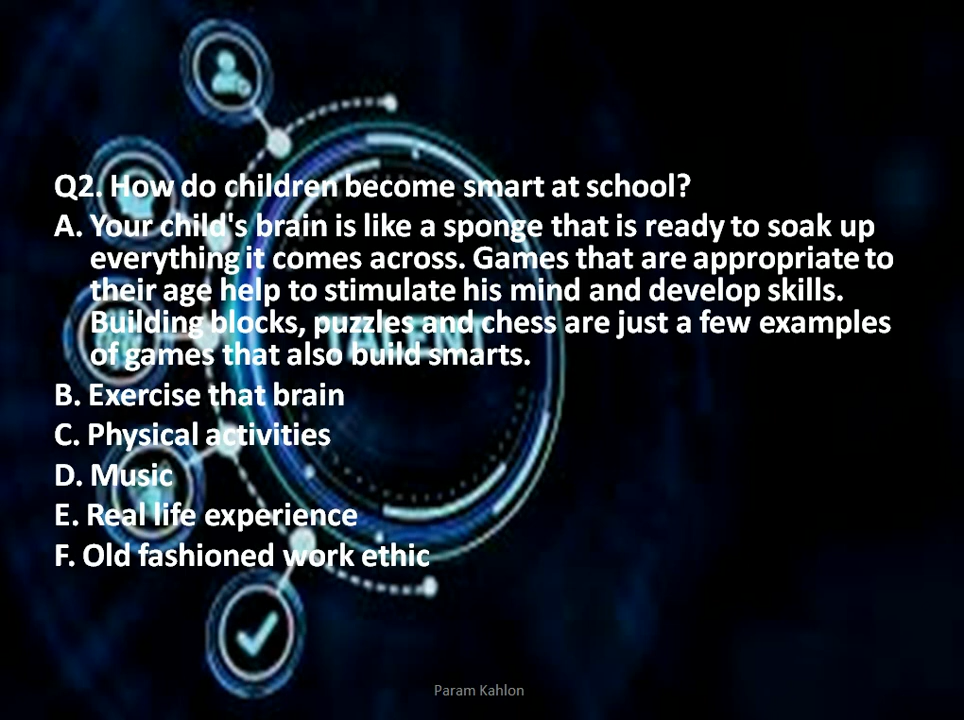 Q2. How do children become smart at school?
A. Your child's brain is like a sponge that is ready to soak up
everything it comes across. Games that are appropriate to
their age help to stimulate his mind and develop skills.
Building blocks, puzzles and chess are just a few examples
of games that also build smarts.
B. Exercise that brain
C. Physical activities
D. Music
E. Real life experience
F. Old fashioned work ethic
Param Kahlon